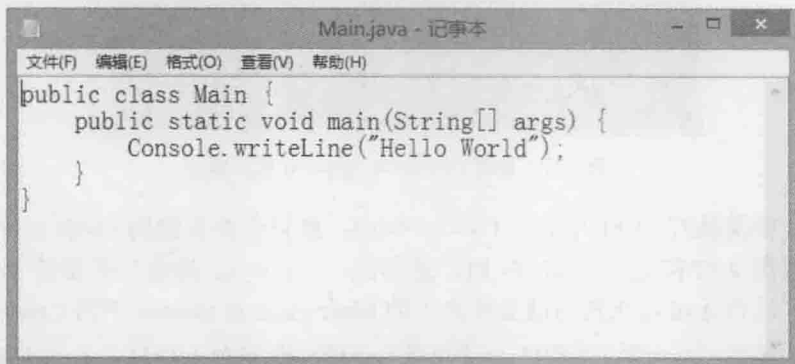 Main.java - 记事本
文件(F) 编辑(E) 格式(O) 查看(V) 帮助(H)
public class Main {
    public static void main(String[] args) {
        Console.writeLine("Hello World");
    }
}